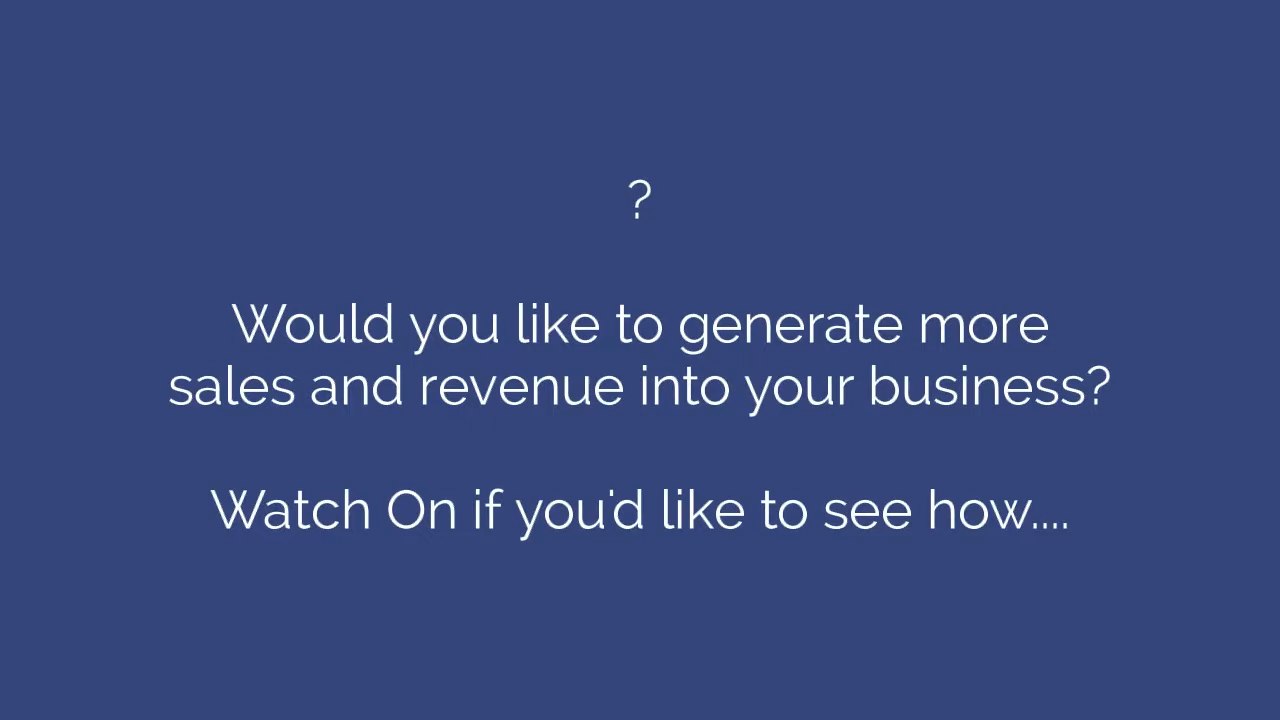 ?
Would you like to generate more
sales and revenue into your business?
Watch On if you'd like to see how....